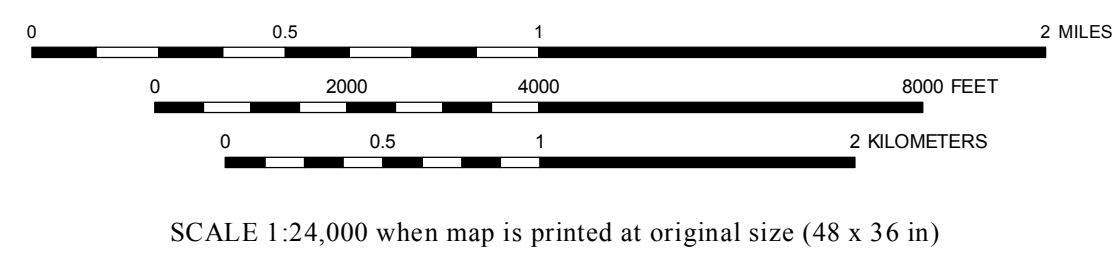 0 0.5 1 2 MILES
0 2000 4000 8000 FEET
0 0.5 1 2 KILOMETERS
SCALE 1:24,000 when map is printed at original size (48 x 36 in)